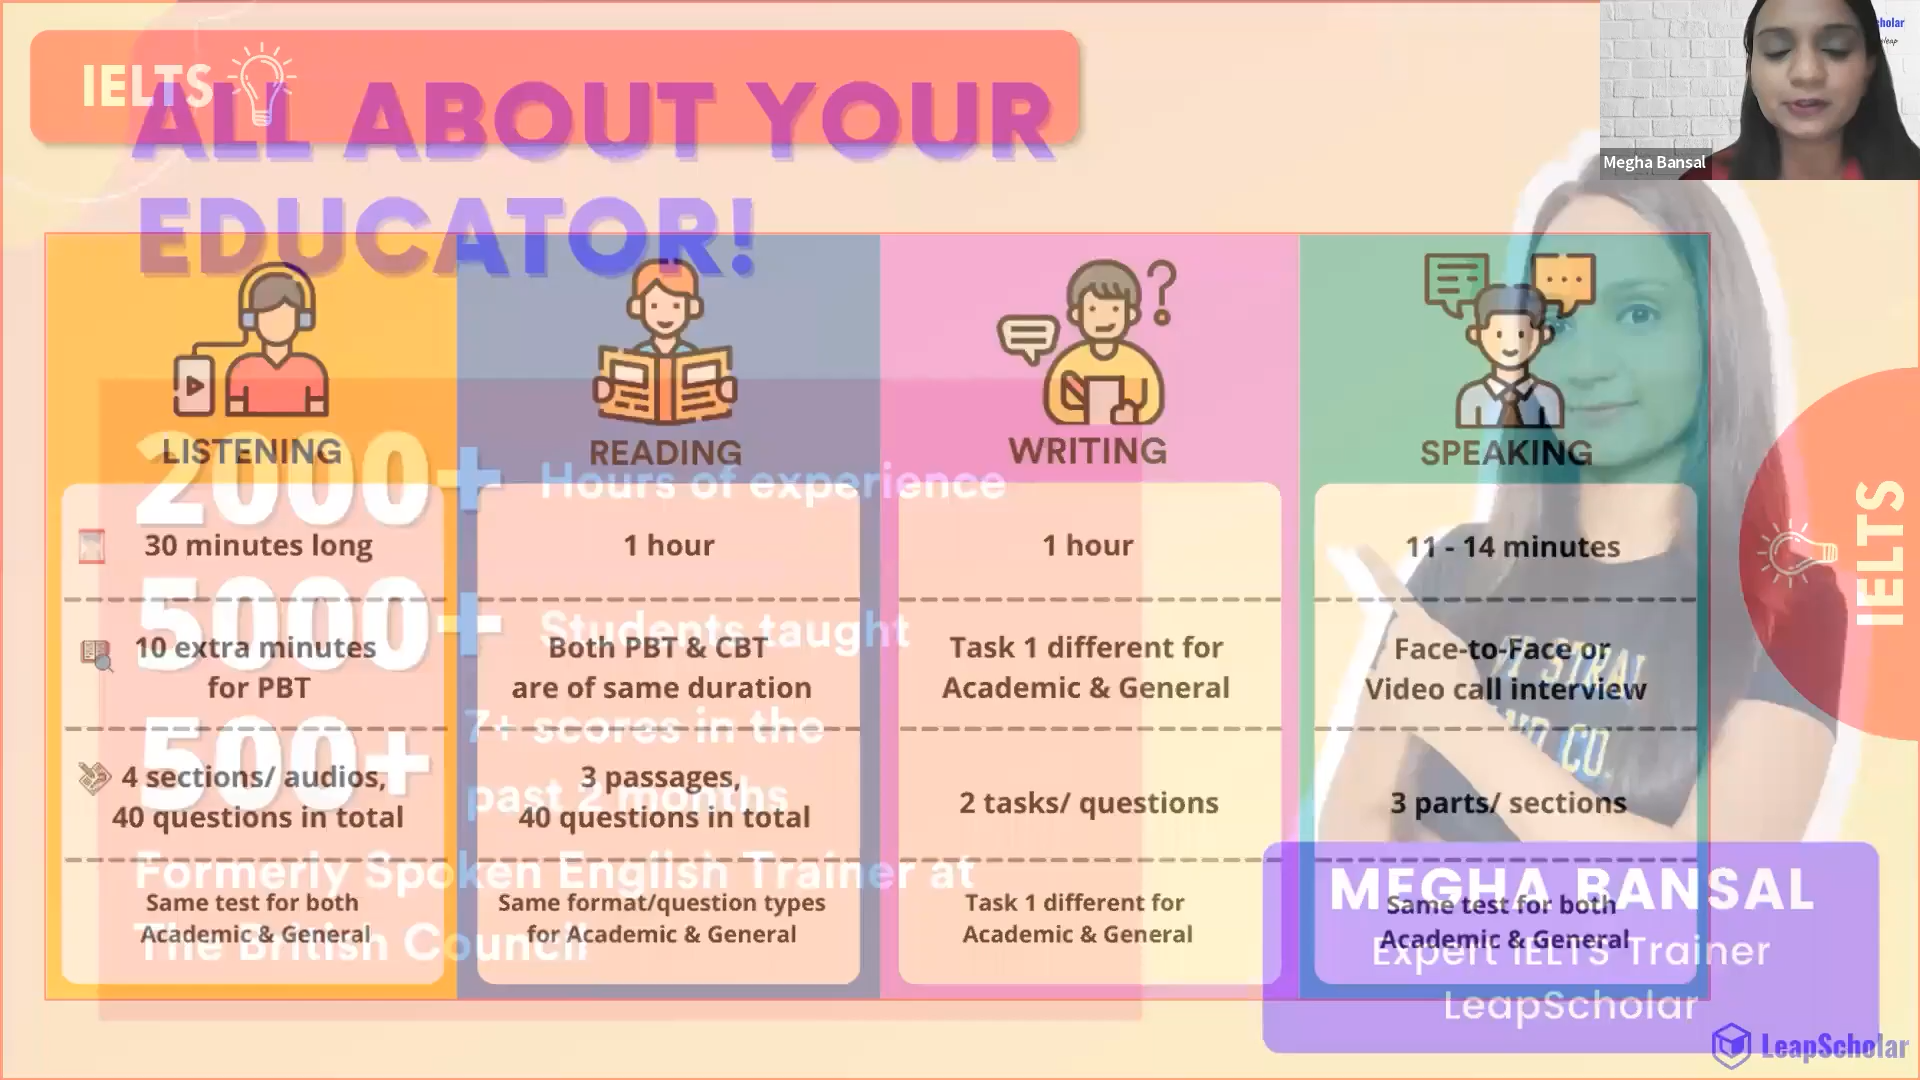 IELTS
ALL ABOUT YOUR
EDUCATOR!
cholar
leap
Megha Bansal
LISTENING
READING
WRITING
SPEAKING
2000+ Hours of experience
30 minutes long
1 hour
1 hour
11 - 14 minutes
5000+ Students taught
10 extra minutes
for PBT
Both PBT & CBT
are of same duration
Task 1 different for
Academic & General
Face-to-Face or
Video call interview
500+ 7+ scores in the
past 2 months
4 sections/ audios,
40 questions in total
3 passages,
40 questions in total
2 tasks/ questions
3 parts/ sections
Formerly Spoken English Trainer at
The British Council
Same test for both
Academic & General
Same format/question types
for Academic & General
Task 1 different for
Academic & General
Same test for both
Academic & General
MEGHA BANSAL
Expert IELTS Trainer
LeapScholar
IELTS
LeapScholar